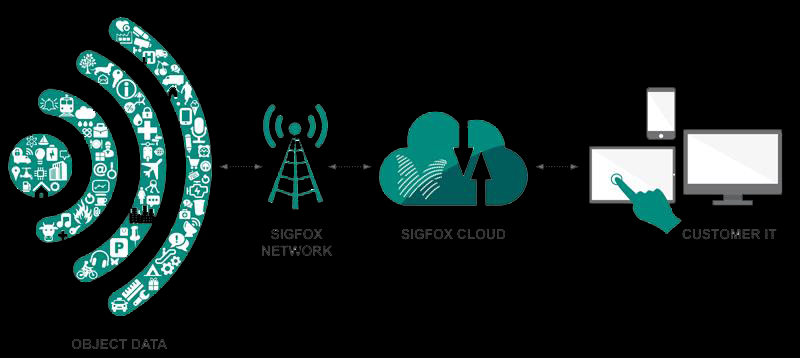 SIGFOX
NETWORK
SIGFOX CLOUD
CUSTOMER IT
OBJECT DATA